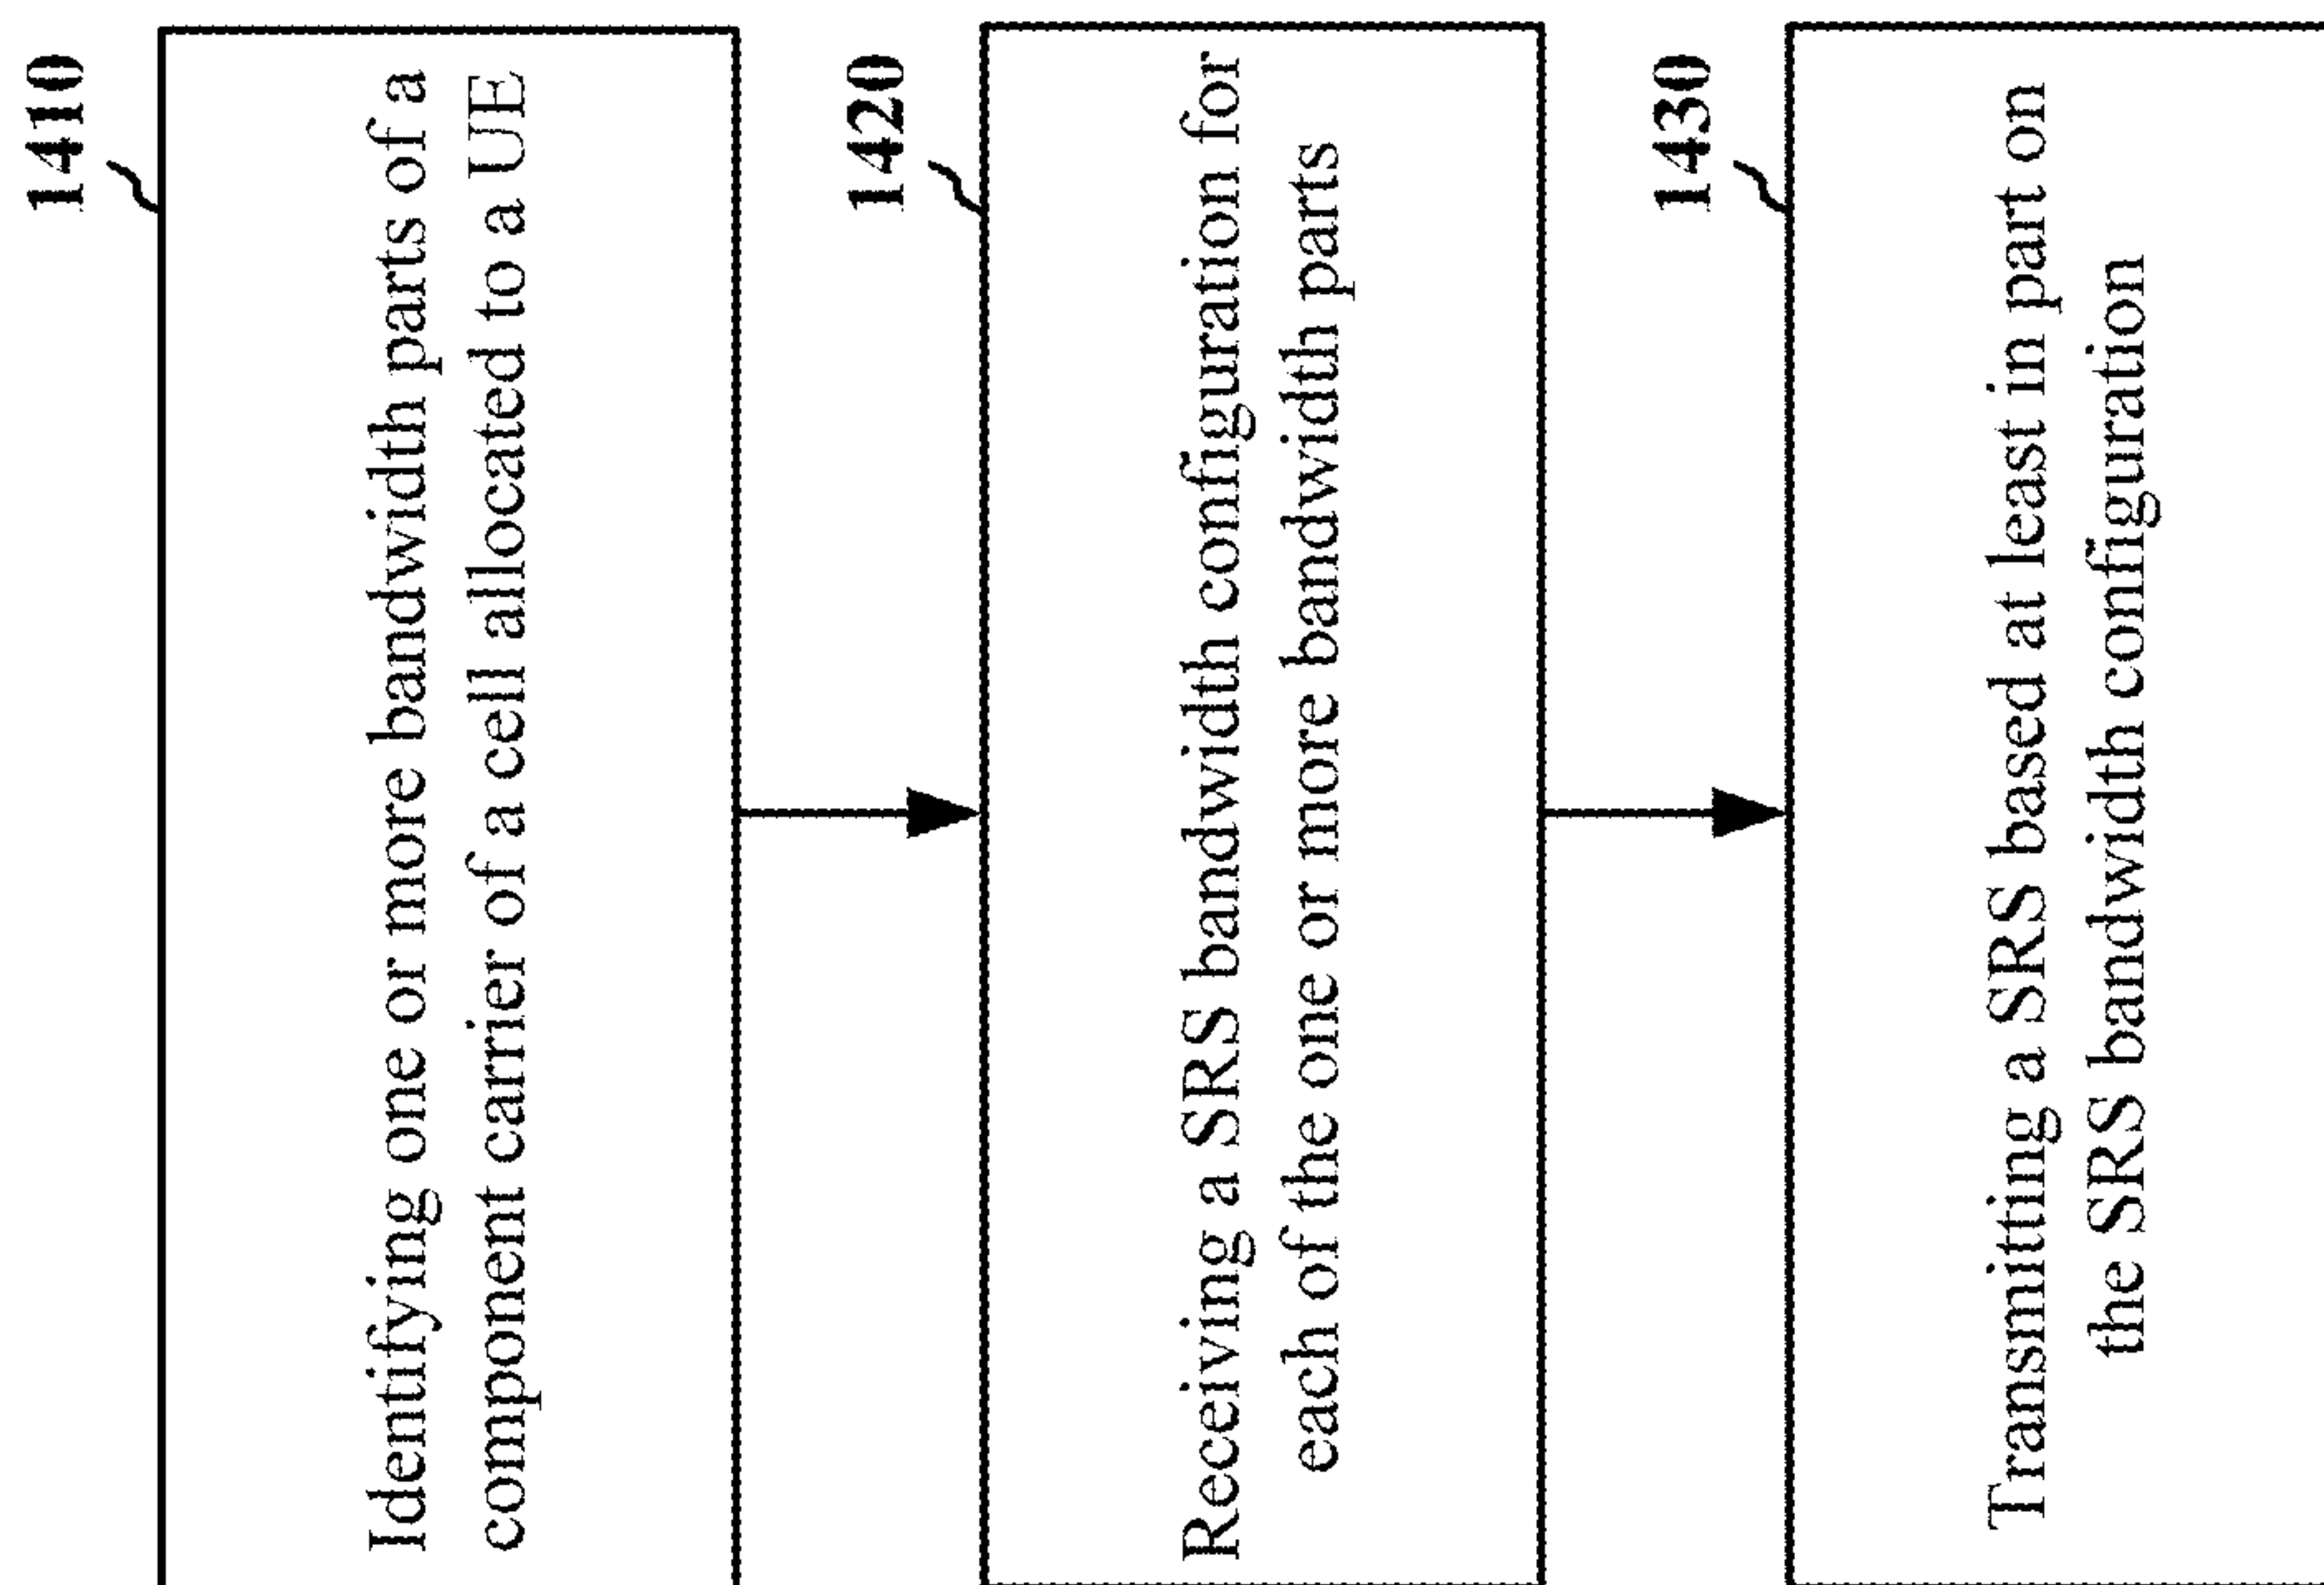 1410
Identifying one or more bandwidth parts of a
component carrier of a cell allocated to a UE
1420
Receiving a SRS bandwidth configuration for
each of the one or more bandwidth parts
1430
Transmitting a SRS based at least in part on
the SRS bandwidth configuration